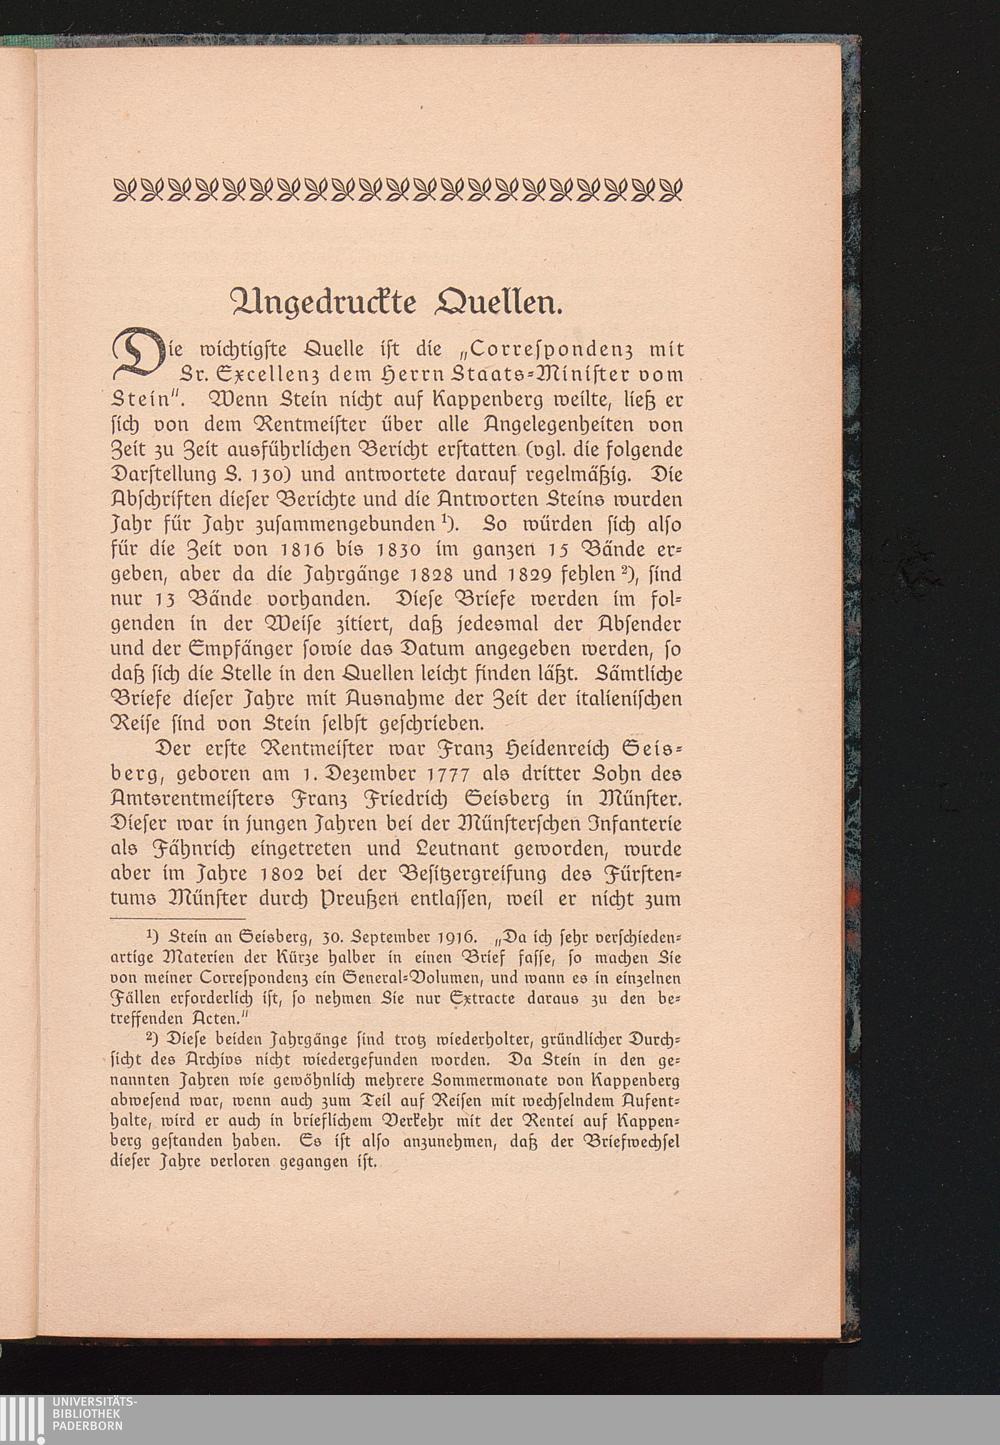 Ungedruckte Quellen.
Die wichtigste Quelle ist die „Correspondenz mit
Sr. Excellenz dem Herrn Staats-Minister vom
Stein". Wenn Stein nicht auf Kappenberg weilte, ließ er
sich von dem Rentmeister über alle Angelegenheiten von
Zeit zu Zeit ausführlichen Bericht erstatten (vgl. die folgende
Darstellung S. 130) und antwortete darauf regelmäßig. Die
Abschriften dieser Berichte und die Antworten Steins wurden
Jahr für Jahr zusammengebunden ¹). So würden sich also
für die Zeit von 1816 bis 1830 im ganzen 15 Bände er-
geben, aber da die Jahrgänge 1828 und 1829 fehlen ²), sind
nur 13 Bände vorhanden. Diese Briefe werden im fol-
genden in der Weise zitiert, daß jedesmal der Absender
und der Empfänger sowie das Datum angegeben werden, so
daß sich die Stelle in den Quellen leicht finden läßt. Sämtliche
Briefe dieser Jahre mit Ausnahme der Zeit der italienischen
Reise sind von Stein selbst geschrieben.
Der erste Rentmeister war Franz Heidenreich Geis-
berg, geboren am 1. Dezember 1777 als dritter Sohn des
Amtsrentmeisters Franz Friedrich Geisberg in Münster.
Dieser war in jungen Jahren bei der Münsterschen Infanterie
als Fähnrich eingetreten und Leutnant geworden, wurde
aber im Jahre 1802 bei der Besitzergreifung des Fürsten-
tums Münster durch Preußen entlassen, weil er nicht zum
¹) Stein an Geisberg, 30. September 1916. „Da ich sehr verschieden-
artige Materien der Kürze halber in einen Brief fasse, so machen Sie
von meiner Correspondenz ein General-Volumen, und wann es in einzelnen
Fällen erforderlich ist, so nehmen Sie nur Extracte daraus zu den be-
treffenden Acten."
²) Diese beiden Jahrgänge sind trotz wiederholter, gründlicher Durch-
sicht des Archivs nicht wiedergefunden worden. Da Stein in den ge-
nannten Jahren wie gewöhnlich mehrere Sommermonate von Kappenberg
abwesend war, wenn auch zum Teil auf Reisen mit wechselndem Aufent-
halte, wird er auch in brieflichem Verkehr mit der Rentei auf Kappen-
berg gestanden haben. Es ist also anzunehmen, daß der Briefwechsel
dieser Jahre verloren gegangen ist.
UNIVERSITÄTS-
BIBLIOTHEK
PADERBORN